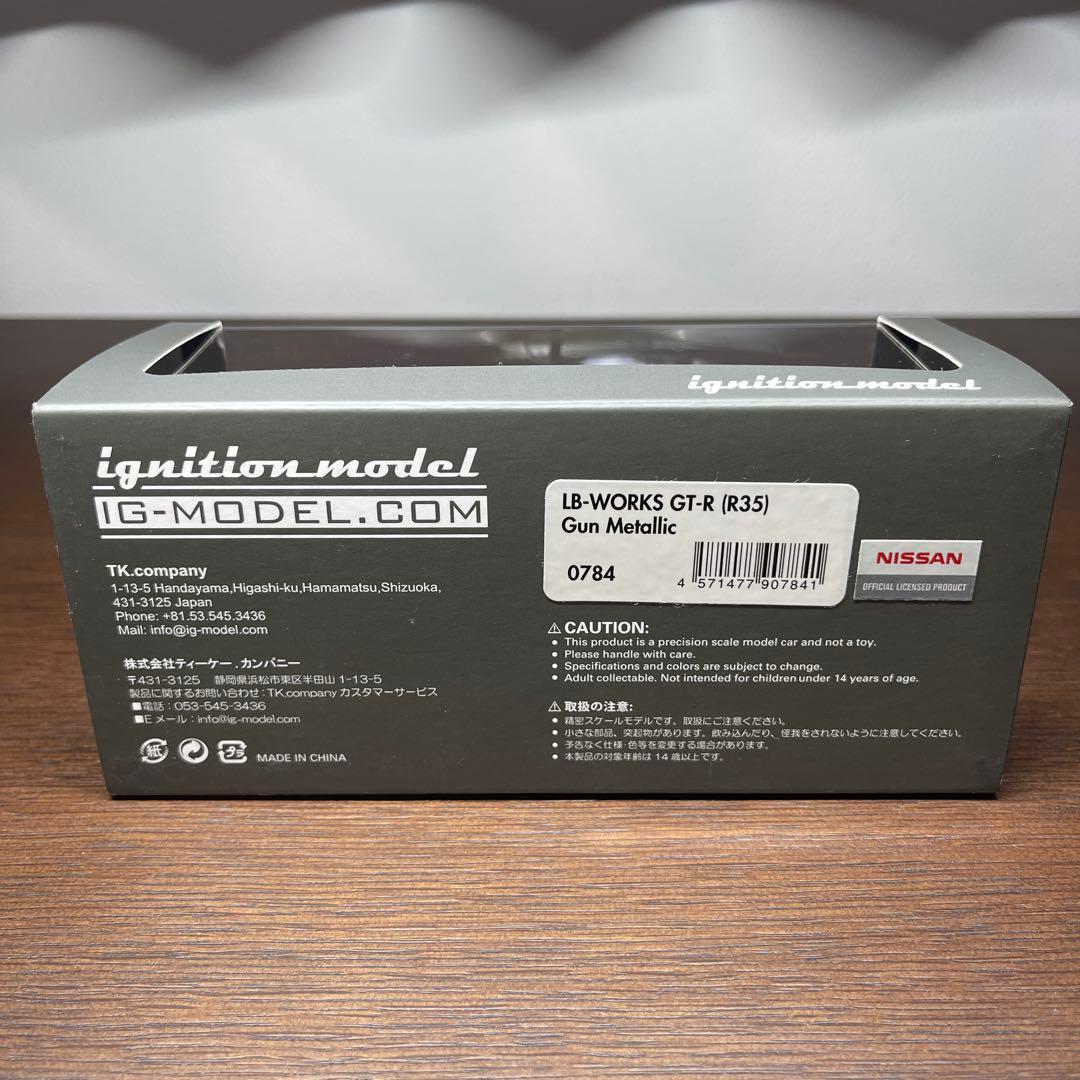 ignition model
ignition model
IG-MODEL.COM
TK.company
1-13-5 Handayama,Higashi-ku,Hamamatsu,Shizuoka,
431-3125 Japan
Phone: +81.53.545.3436
Mail: info@ig-model.com
株式会社ティーケー.カンパニー
〒431-3125 静岡県浜松市東区半田山 1-13-5
製品に関するお問い合わせ:TK.company カスタマーサービス
■電話:053-545-3436
■Eメール:info@ig-model.com
紙
プラ
MADE IN CHINA
LB-WORKS GT-R (R35)
Gun Metallic
0784
4 571477 907841
NISSAN
OFFICIAL LICENSED PRODUCT
⚠ CAUTION:
• This product is a precision scale model car and not a toy.
• Please handle with care.
• Specifications and colors are subject to change.
• Adult collectable. Not intended for children under 14 years of age.
⚠ 取扱の注意:
• 精密スケールモデルです。取扱にご注意ください。
• 小さな部品、突起物があります。飲み込んだり、怪我をされないように注意してください。
• 予告なく仕様・色等を変更する場合があります。
• 本製品の対象年齢は 14 歳以上です。